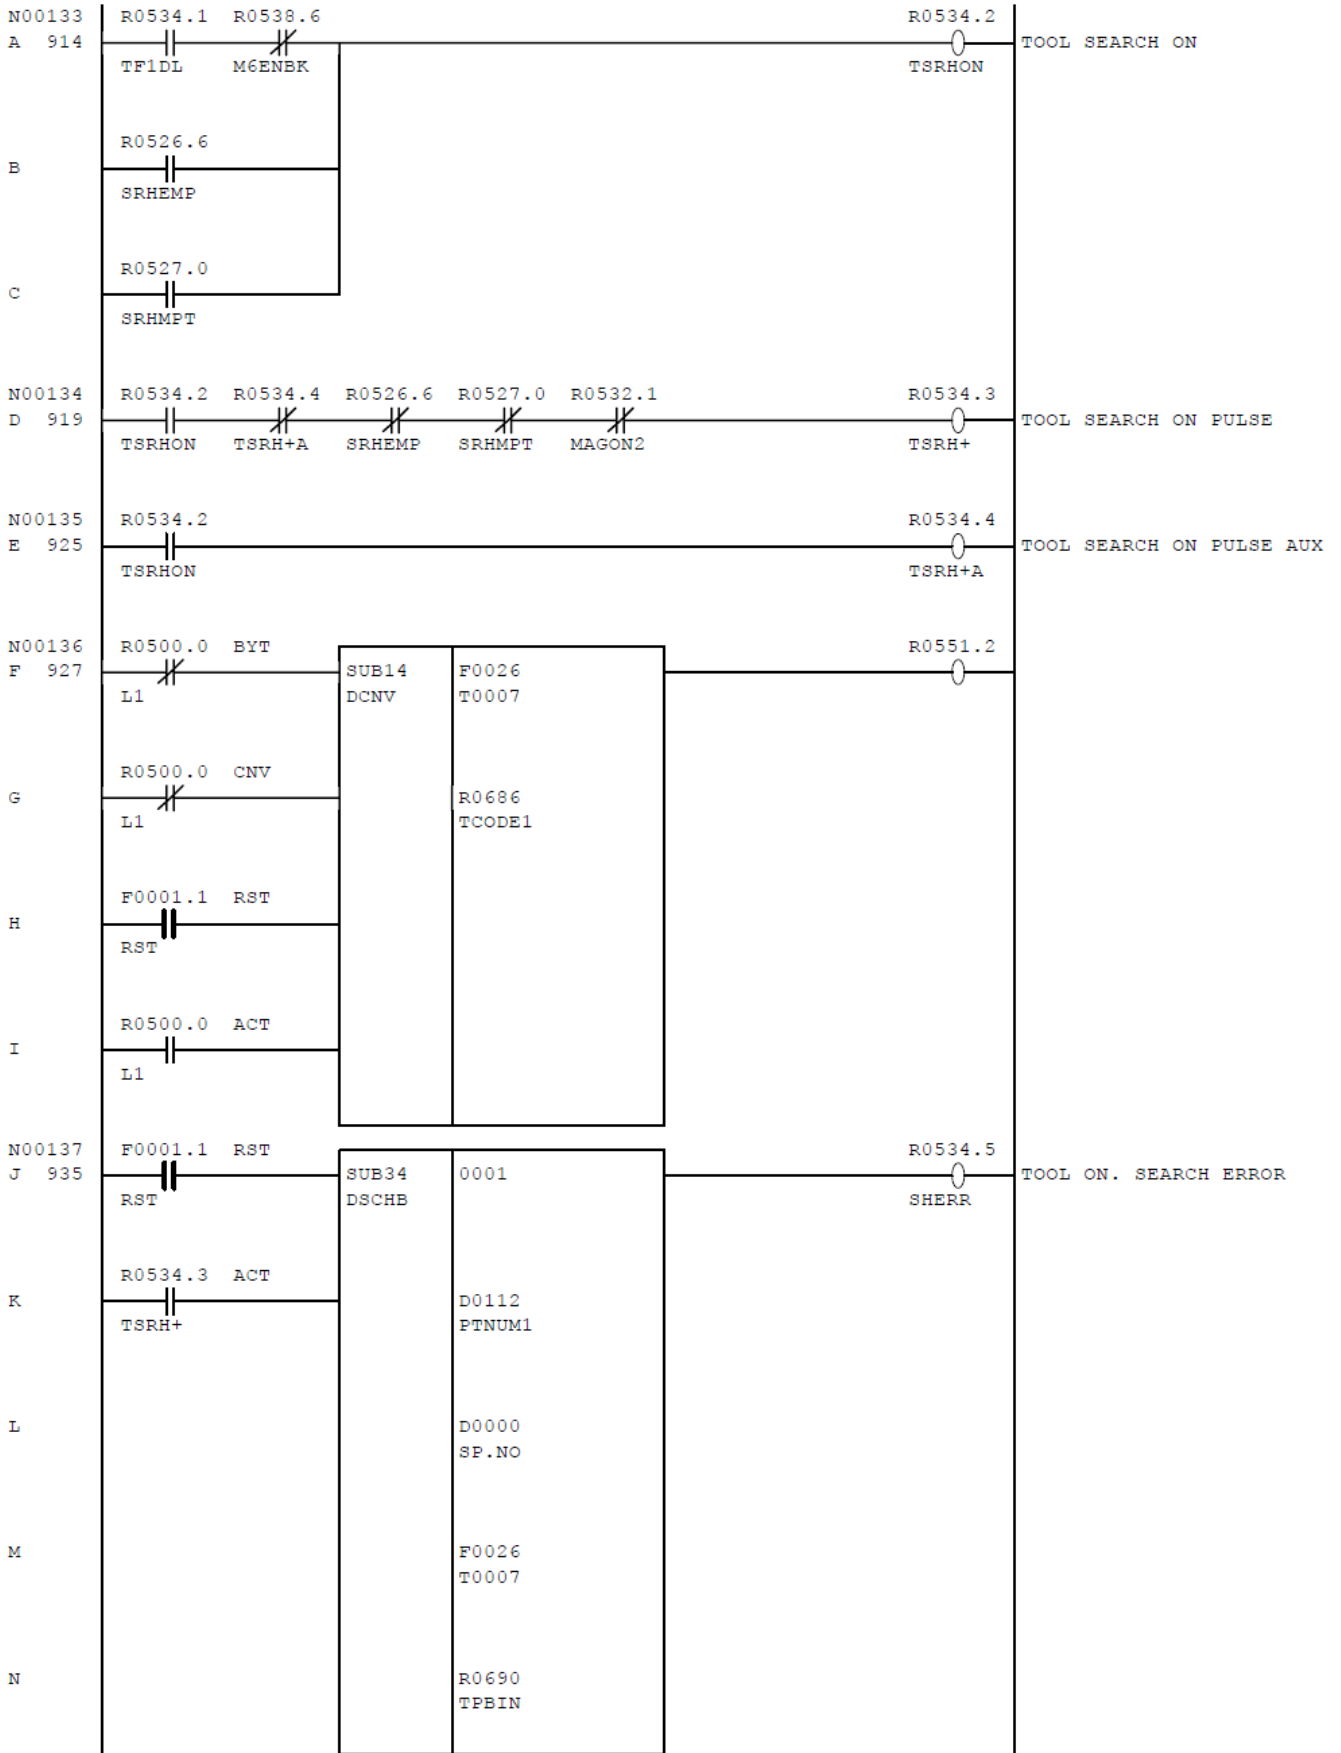 N00133 R0534.1 R0538.6 R0534.2
A 914 TOOL SEARCH ON
TF1DL M6ENBK TSRHON
R0526.6
B
SRHEMP
R0527.0
C
SRHMPT
N00134 R0534.2 R0534.4 R0526.6 R0527.0 R0532.1 R0534.3
D 919 TOOL SEARCH ON PULSE
TSRHON TSRH+A SRHEMP SRHMPT MAGON2 TSRH+
N00135 R0534.2 R0534.4
E 925 TOOL SEARCH ON PULSE AUX
TSRHON TSRH+A
N00136 R0500.0 BYT R0551.2
F 927 SUB14 F0026
L1 DCNV T0007
R0500.0 CNV
G R0686
L1 TCODE1
F0001.1 RST
H
RST
R0500.0 ACT
I
L1
N00137 F0001.1 RST R0534.5
J 935 SUB34 0001 TOOL ON. SEARCH ERROR
RST DSCHB SHERR
R0534.3 ACT
K D0112
TSRH+ PTNUM1
L D0000
SP.NO
M F0026
T0007
N R0690
TPBIN